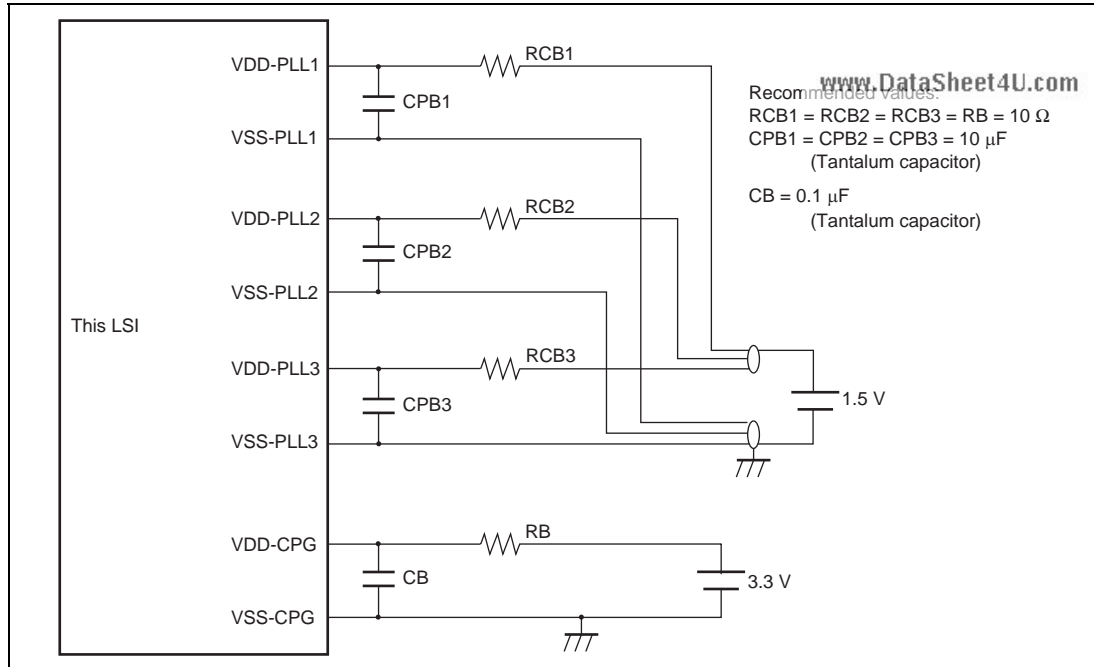 VDD-PLL1
RCB1
CPB1
VSS-PLL1
www.DataSheet4U.com
Recommended values:
RCB1 = RCB2 = RCB3 = RB = 10 Ω
CPB1 = CPB2 = CPB3 = 10 μF
(Tantalum capacitor)
CB = 0.1 μF
(Tantalum capacitor)
VDD-PLL2
RCB2
CPB2
VSS-PLL2
This LSI
VDD-PLL3
RCB3
CPB3
1.5 V
VSS-PLL3
VDD-CPG
RB
CB
3.3 V
VSS-CPG